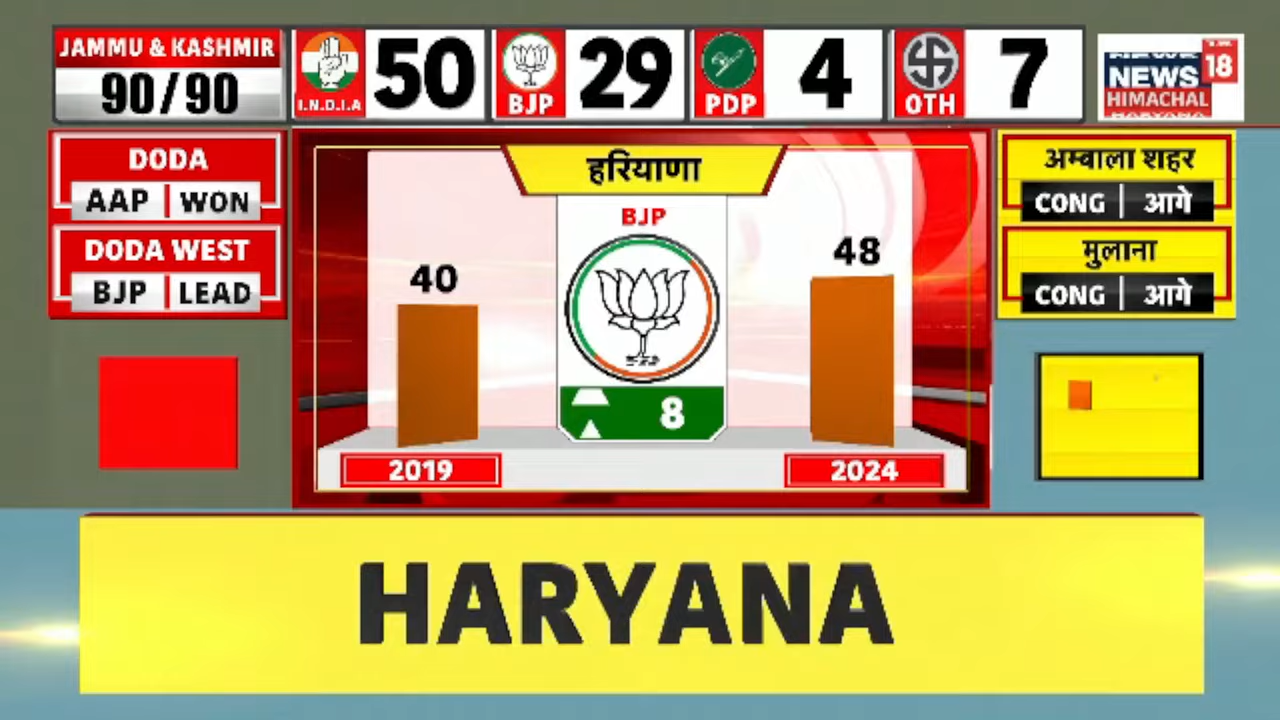 JAMMU & KASHMIR
90/90
I.N.D.I.A
50
BJP
29
PDP
4
OTH
7
NEWS 18
HIMACHAL
HARYANA
DODA
AAP | WON
DODA WEST
BJP | LEAD
हरियाणा
BJP
40
48
8
2019
2024
अम्बाला शहर
CONG | आगे
मुलाना
CONG | आगे
HARYANA